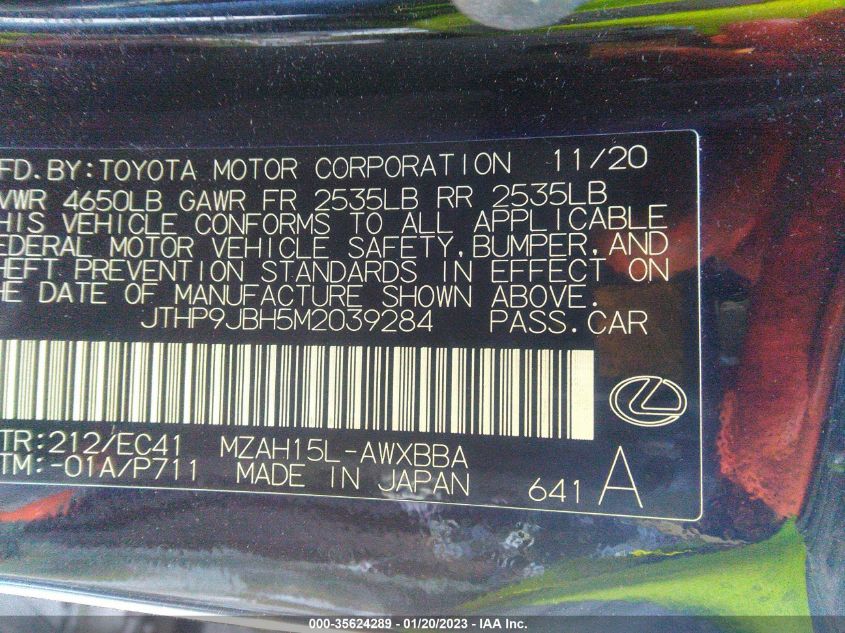 FD. BY: TOYOTA MOTOR CORPORATION 11/20
VWR 4650LB GAWR FR 2535LB RR 2535LB
HIS VEHICLE CONFORMS TO ALL APPLICABLE
EDERAL MOTOR VEHICLE SAFETY, BUMPER, AND
HEFT PREVENTION STANDARDS IN EFFECT ON
HE DATE OF MANUFACTURE SHOWN ABOVE.
JTHP9JBH5M2039284 PASS. CAR
TR: 212/EC41 MZAH15L-AWXBBA
TM: -01A/P711 MADE IN JAPAN 641 A
000-35624289 - 01/20/2023 - IAA Inc.